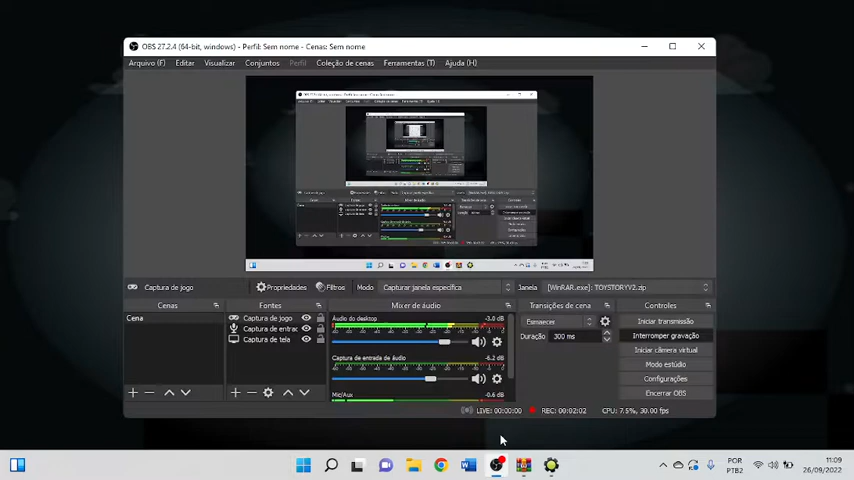 OBS 27.2.4 (64-bit, windows) - Perfil: Sem nome - Cenas: Sem nome
Arquivo (F) Editar Visualizar Conjuntos Perfil Coleção de cenas Ferramentas (T) Ajuda (H)
Captura de jogo Propriedades Filtros Modo Capturar janela específica Janela [WinRAR.exe]: TOYSTORYV2.zip
Cenas Fontes Mixer de áudio Transições de cena Controles
Cena
Captura de jogo
Captura de entrac
Captura de tela
Áudio do desktop -3.0 dB
Captura de entrada de áudio -6.2 dB
Mic/Aux -0.6 dB
Esmaecer
Duração 300 ms
Iniciar transmissão
Interromper gravação
Iniciar câmera virtual
Modo estúdio
Configurações
Encerrar OBS
LIVE: 00:00:00 REC: 00:02:02 CPU: 7.5%, 30.00 fps
POR
PTB2
11:09
26/09/2022